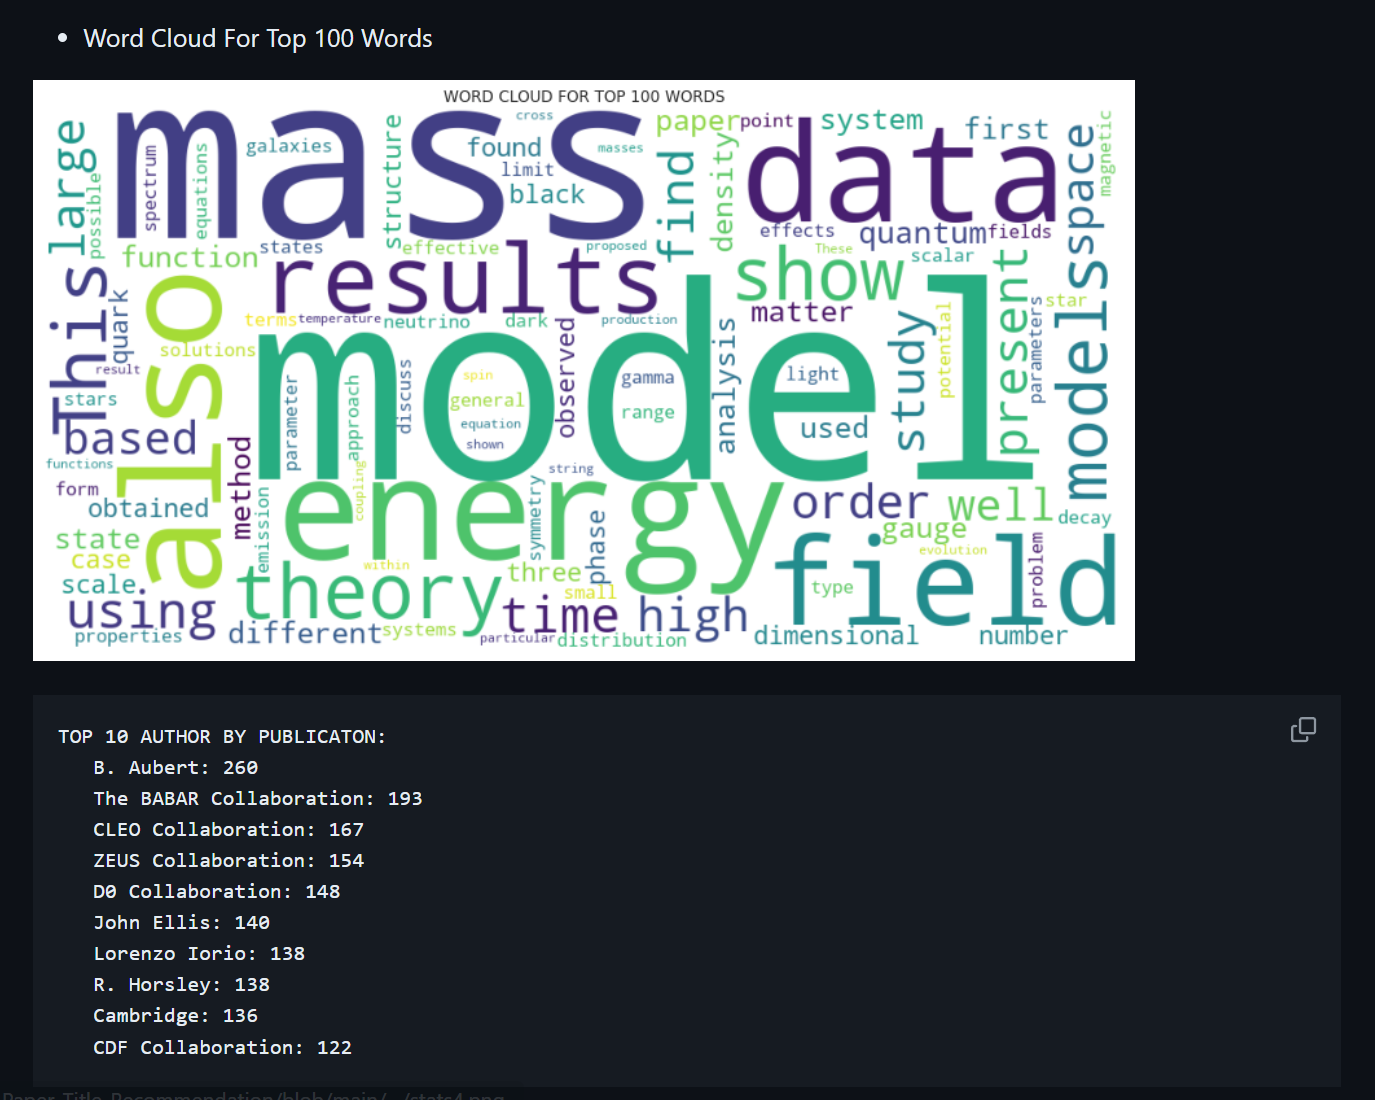 Word Cloud For Top 100 Words
WORD CLOUD FOR TOP 100 WORDS
mass
data
large
possible
spectrum
equations
galaxies
structure
cross
found
masses
limit
black
find
paper
point
density
system
first
space
magnetic
function
states
effective
proposed
effects
quantum
fields
These
scalar
results
show
This
quark
also
terms
temperature
neutrino
dark
production
matter
present
parameters
star
models
solutions
result
stars
based
model
parameter
approach
discuss
spin
general
equation
shown
observed
gamma
range
analysis
light
used
study
potential
functions
form
obtained
method
emission
coupling
string
symmetry
phase
energy
order
well
decay
gauge
evolution
problem
state
case
scale
using
properties
within
theory
three
small
time
high
field
type
different
systems
particular
distribution
dimensional
number
TOP 10 AUTHOR BY PUBLICATON:
B. Aubert: 260
The BABAR Collaboration: 193
CLEO Collaboration: 167
ZEUS Collaboration: 154
D0 Collaboration: 148
John Ellis: 140
Lorenzo Iorio: 138
R. Horsley: 138
Cambridge: 136
CDF Collaboration: 122